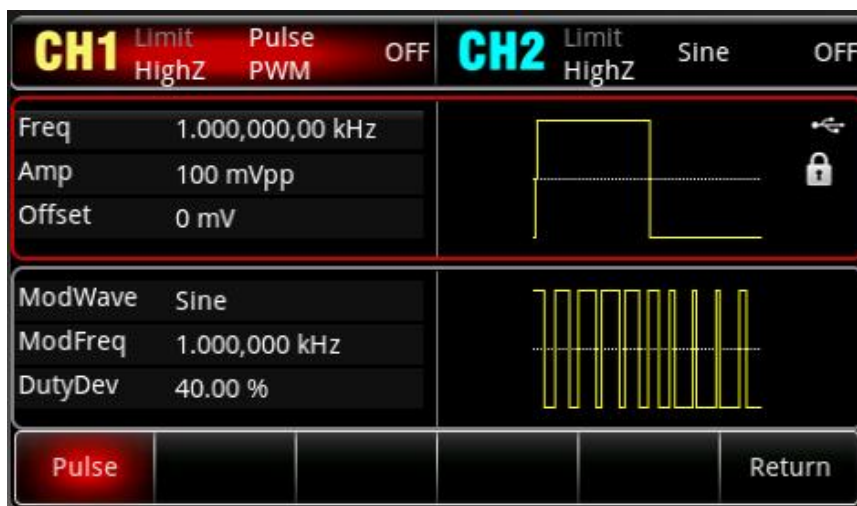 CH1 Limit Pulse OFF CH2 Limit Sine OFF
HighZ PWM HighZ
Freq 1.000,000,00 kHz
Amp 100 mVpp
Offset 0 mV
ModWave Sine
ModFreq 1.000,000 kHz
DutyDev 40.00 %
Pulse Return